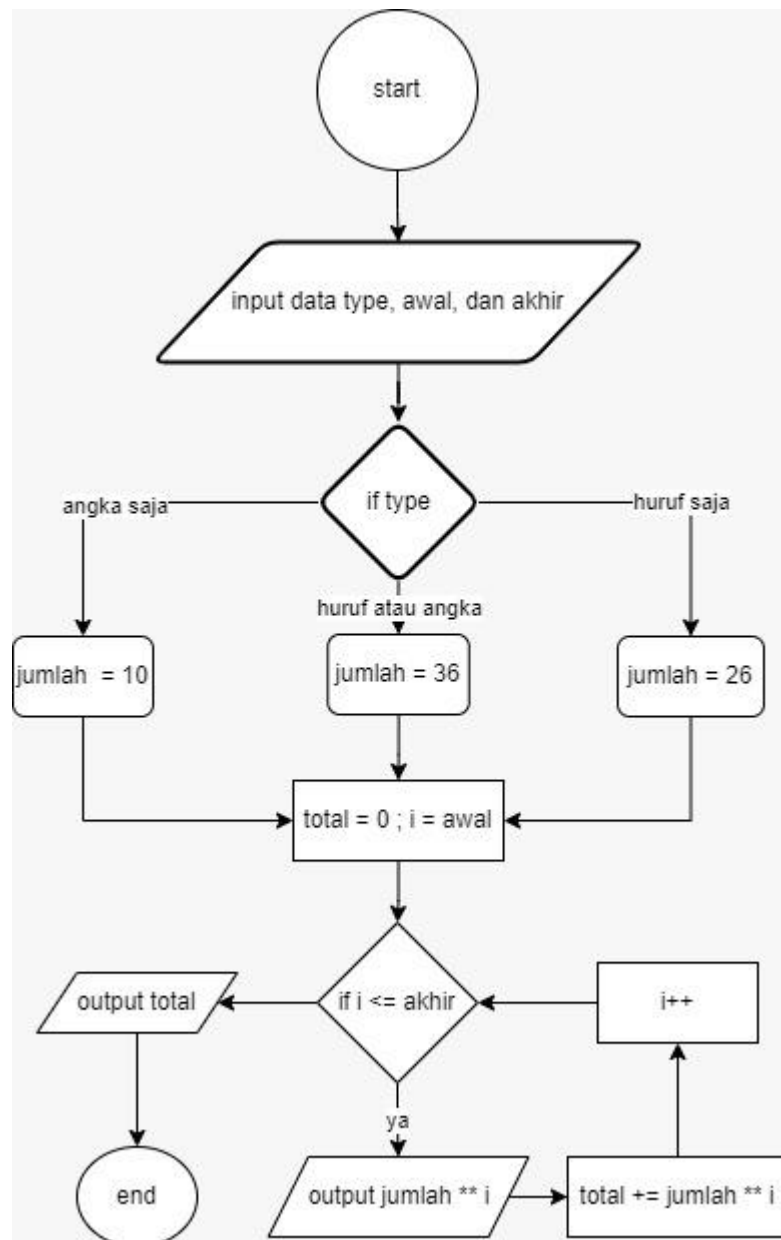 start
input data type, awal, dan akhir
if type
angka saja
huruf saja
huruf atau angka
jumlah = 10
jumlah = 36
jumlah = 26
total = 0 ; i = awal
output total
if i <= akhir
i++
ya
end
output jumlah ** i
total += jumlah ** i